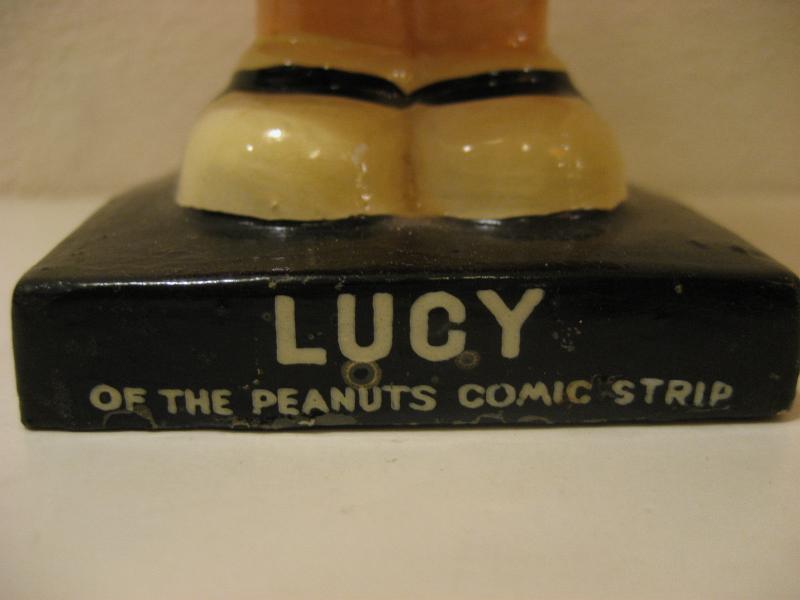 LUCY
OF THE PEANUTS COMIC STRIP